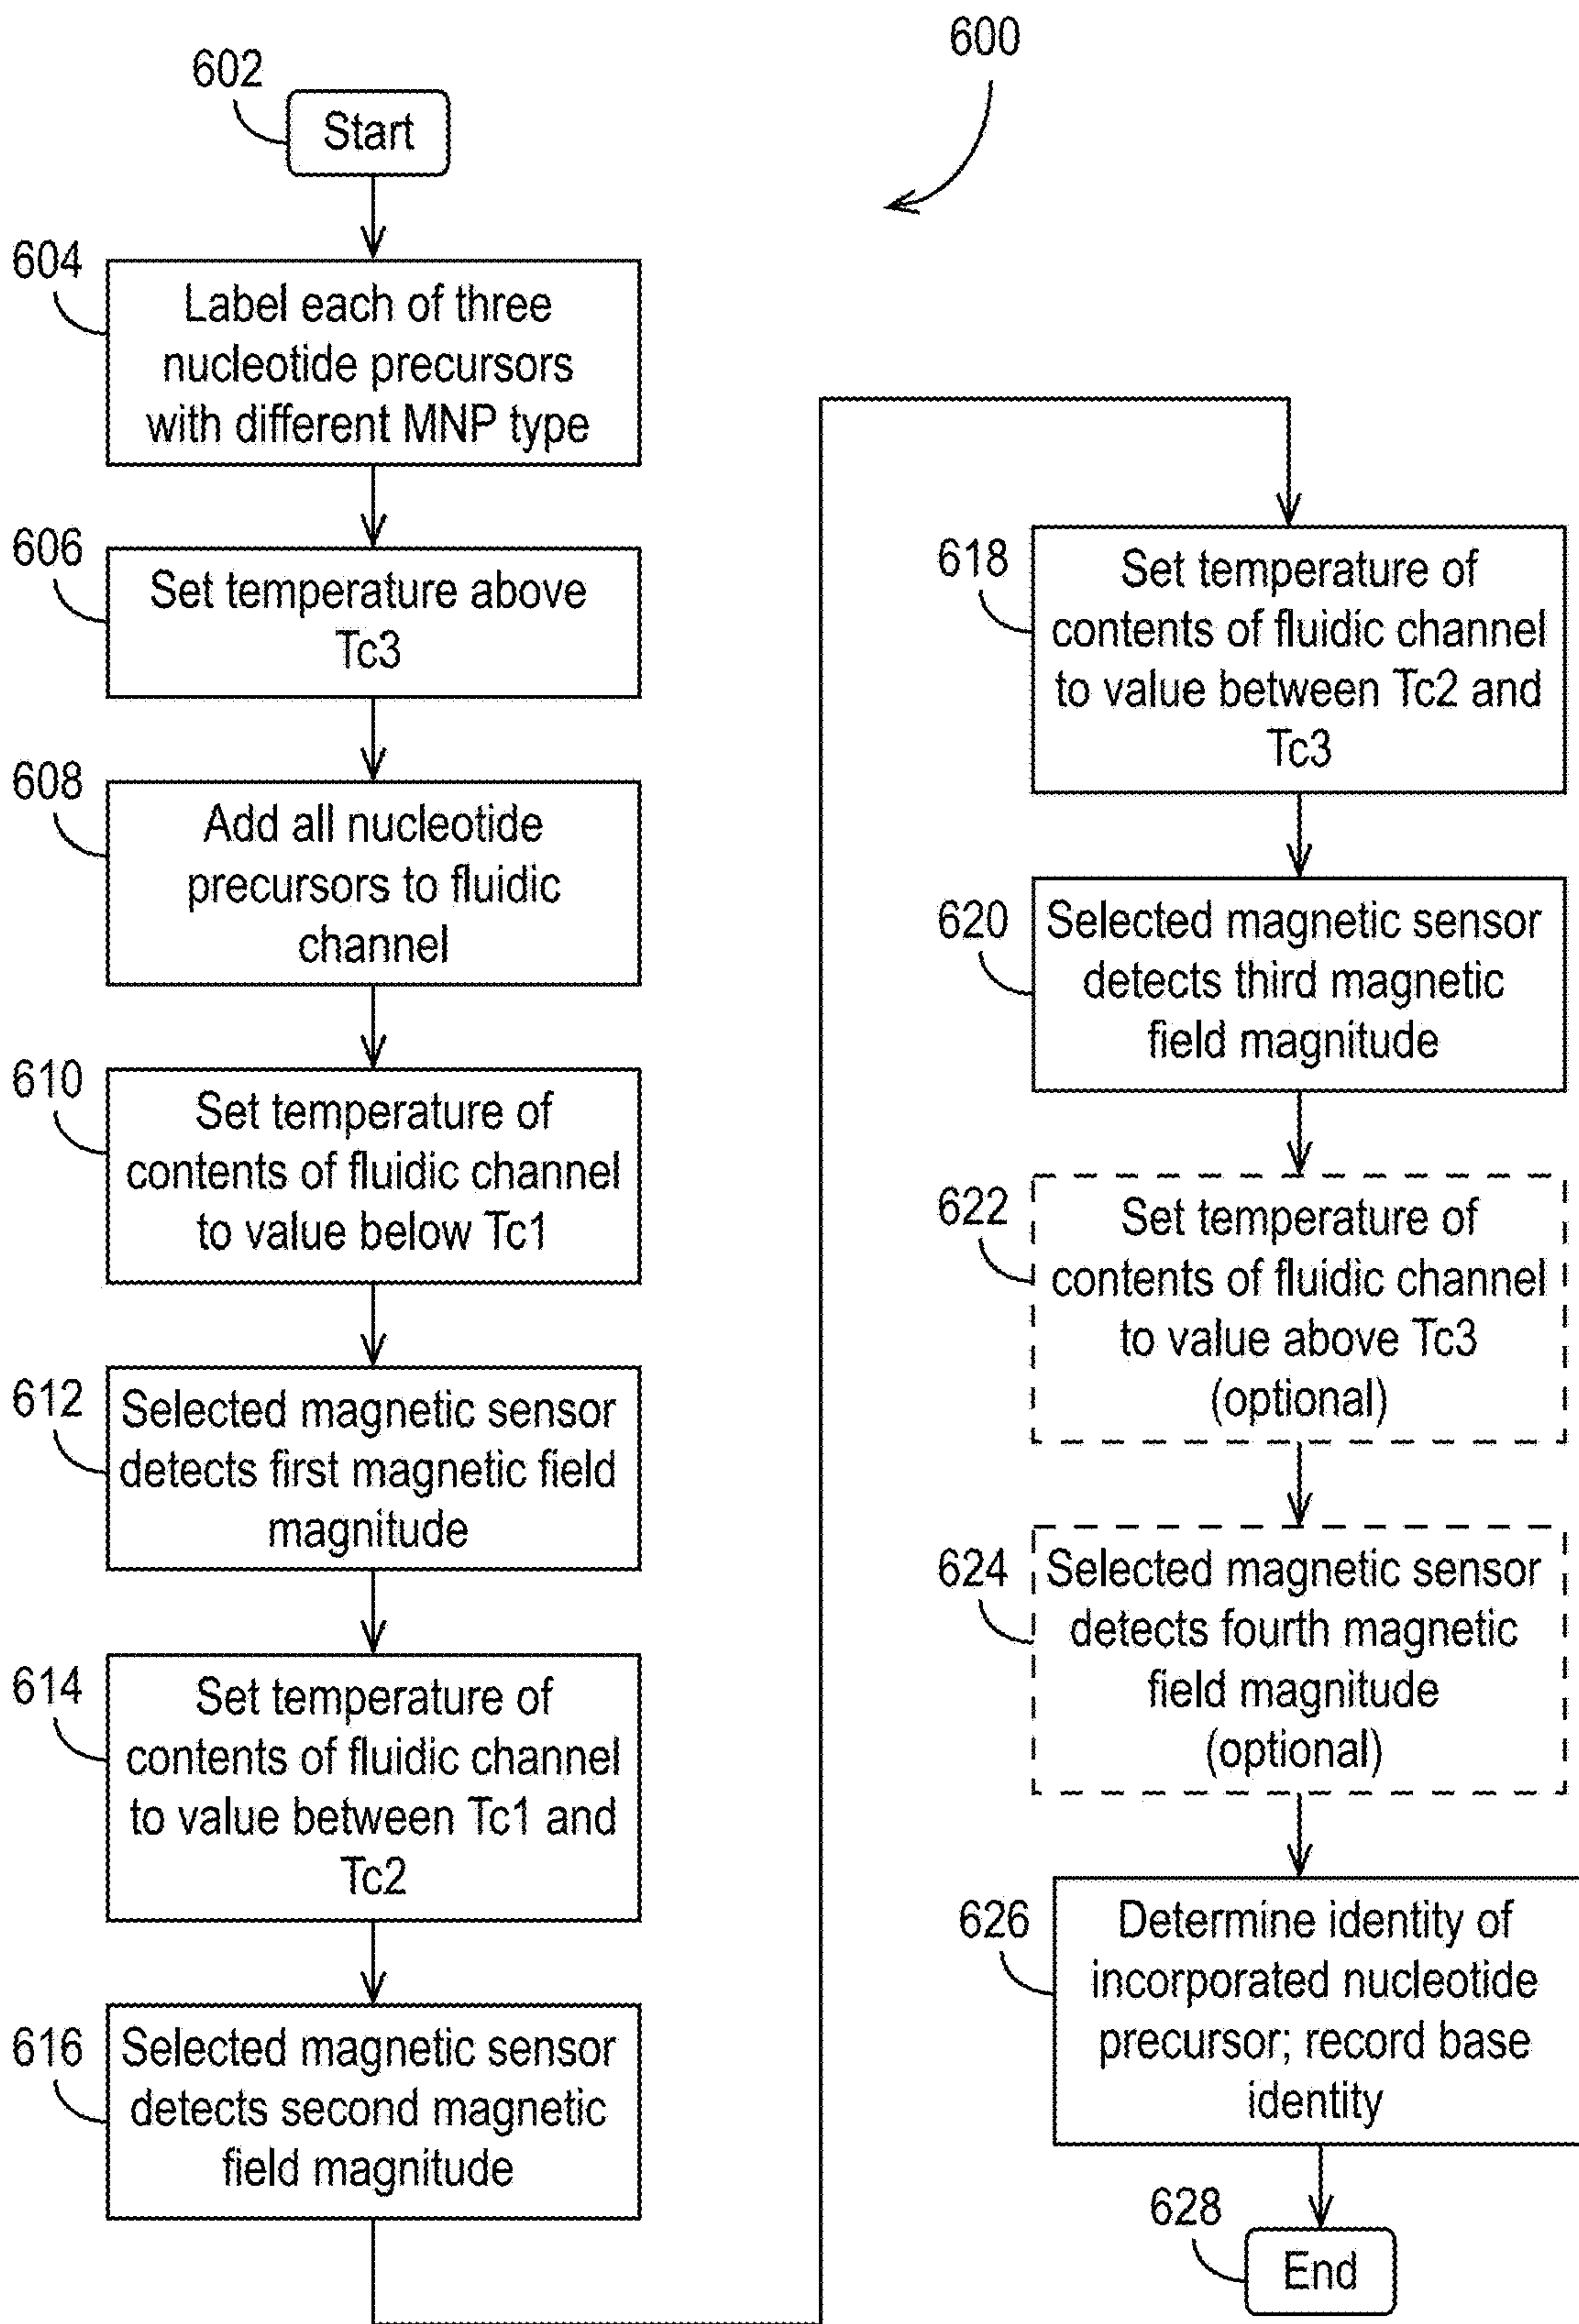 600
602
Start
604
Label each of three
nucleotide precursors
with different MNP type
606
Set temperature above
Tc3
608
Add all nucleotide
precursors to fluidic
channel
610
Set temperature of
contents of fluidic channel
to value below Tc1
612
Selected magnetic sensor
detects first magnetic field
magnitude
614
Set temperature of
contents of fluidic channel
to value between Tc1 and
Tc2
616
Selected magnetic sensor
detects second magnetic
field magnitude
618
Set temperature of
contents of fluidic channel
to value between Tc2 and
Tc3
620
Selected magnetic sensor
detects third magnetic
field magnitude
622
Set temperature of
contents of fluidic channel
to value above Tc3
(optional)
624
Selected magnetic sensor
detects fourth magnetic
field magnitude
(optional)
626
Determine identity of
incorporated nucleotide
precursor; record base
identity
628
End